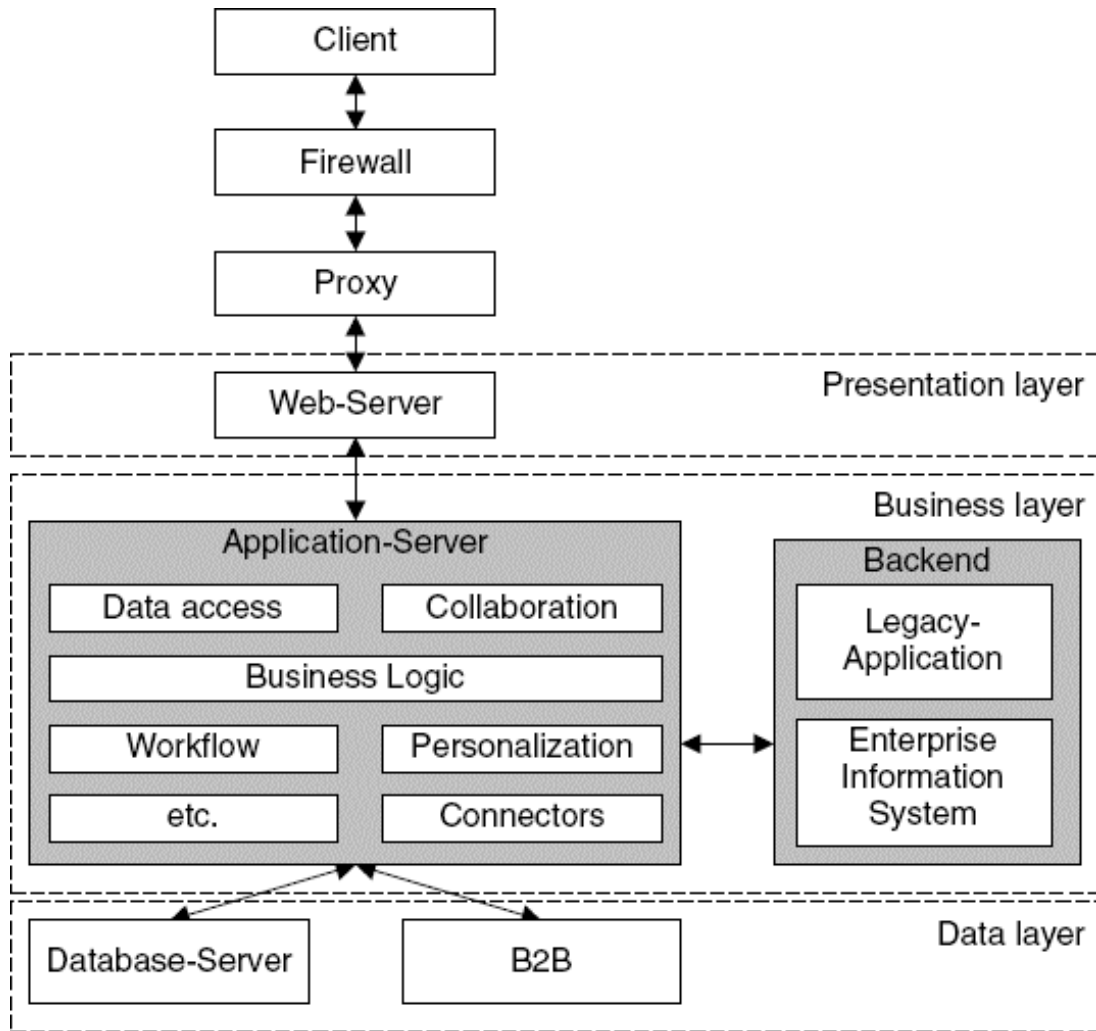 Client
Firewall
Proxy
Presentation layer
Web-Server
Business layer
Application-Server
Backend
Data access
Collaboration
Legacy-
Application
Business Logic
Workflow
Personalization
Enterprise
Information
System
etc.
Connectors
Data layer
Database-Server
B2B